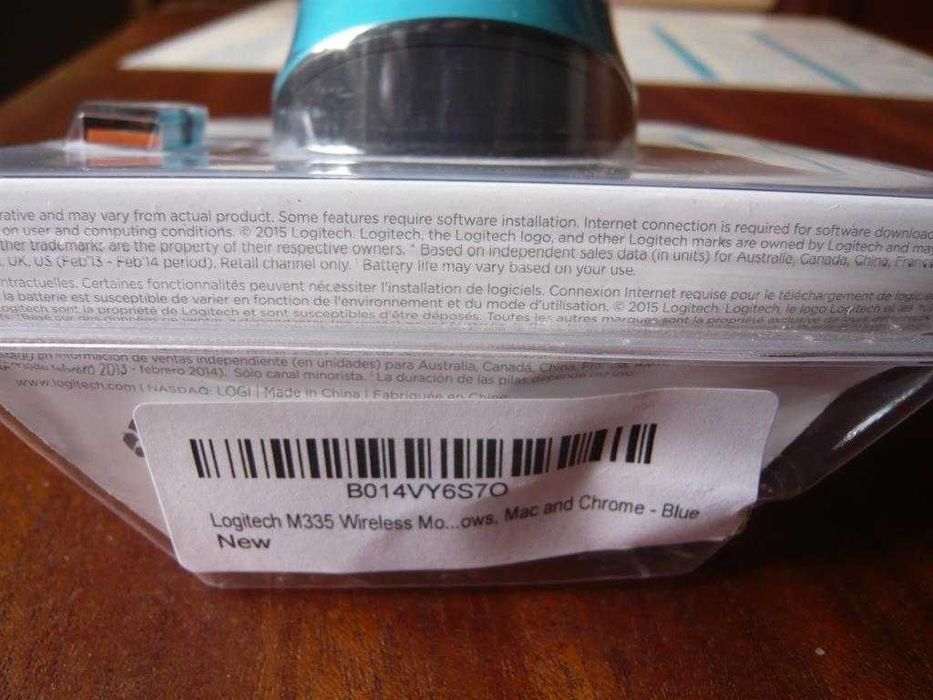 rative and may vary from actual product. Some features require software installation. Internet connection is required for software download
on user and computing conditions. © 2015 Logitech. Logitech, the Logitech logo, and other Logitech marks are owned by Logitech and may
ther trademarks are the property of their respective owners. * Based on independent sales data (in units) for Australia, Canada, China, France
, UK, US (Feb'13 - Feb'14 period). Retail channel only. ¹ Battery life may vary based on your use.
ntractuelles. Certaines fonctionnalités peuvent nécessiter l'installation de logiciels. Connexion Internet requise pour le téléchargement de logicie
la batterie est susceptible de varier en fonction de l'environnement et du mode d'utilisation. © 2015 Logitech. Logitech, le logo Logitech et les
ogitech sont la propriété de Logitech et sont susceptibles d'être déposés. Toutes les autres marques sont la propriété exclusive de
información de ventas independiente (en unidades) para Australia, Canadá, China,
febrero 2013 - febrero 2014). Sólo canal minorista. ¹ La duración de las pilas depende
www.logitech.com | NASDAQ: LOGI | Made in China | Fabriquée en Chine
B014VY6S7O
Logitech M335 Wireless Mo...ows, Mac and Chrome - Blue
New